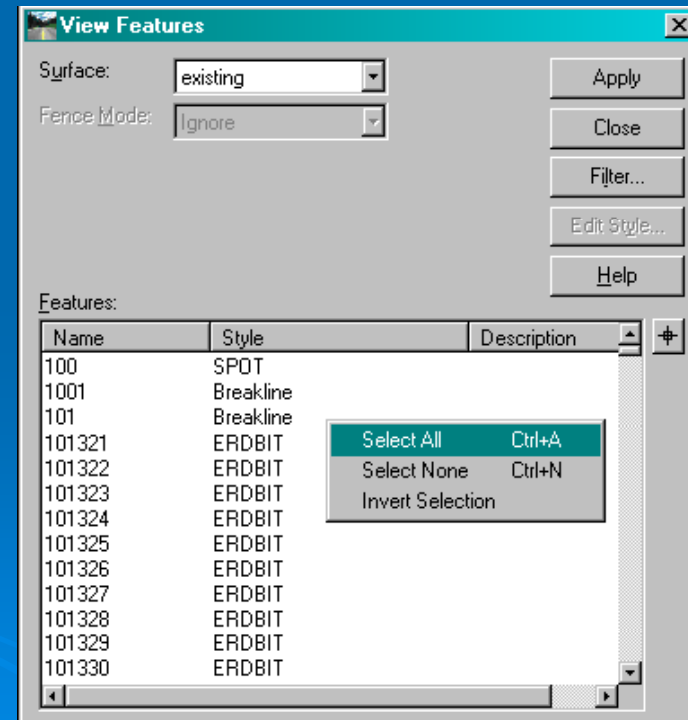 View Features
Surface: existing
Apply
Fence Mode: Ignore
Close
Filter...
Edit Style...
Help
Features:
Name Style Description
100 SPOT
1001 Breakline
101 Breakline
101321 ERDBIT
Select All Ctrl+A
101322 ERDBIT
Select None Ctrl+N
101323 ERDBIT
Invert Selection
101324 ERDBIT
101325 ERDBIT
101326 ERDBIT
101327 ERDBIT
101328 ERDBIT
101329 ERDBIT
101330 ERDBIT